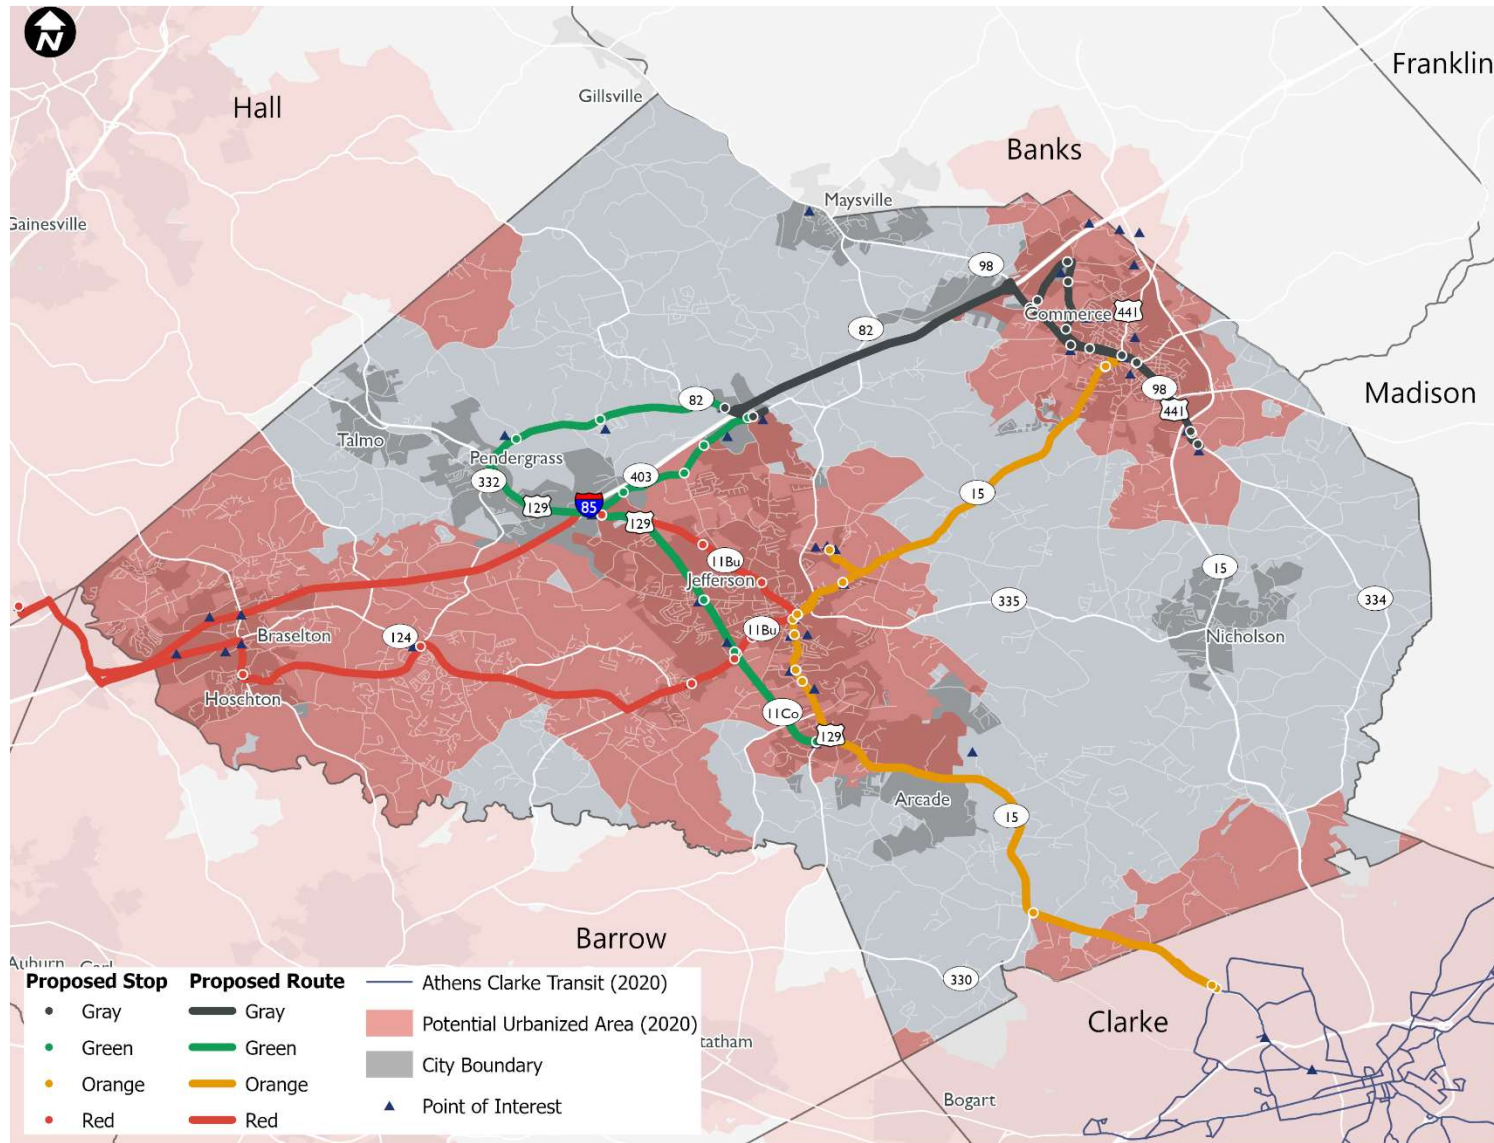 N
Franklin
Hall
Gillsville
Banks
Maysville
Gainesville
98
441
Commerce
82
Madison
82
98
441
Talmo
Pendergrass
403
332
15
129
85
129
11Bu
Jefferson
15
335
334
11Bu
Nicholson
Braselton
124
Hoschton
11Co
129
Arcade
15
Barrow
330
Clarke
Auburn
Bogart
Proposed Stop
Gray
Green
Orange
Red
Proposed Route
Gray
Green
Orange
Red
Athens Clarke Transit (2020)
Potential Urbanized Area (2020)
City Boundary
Point of Interest